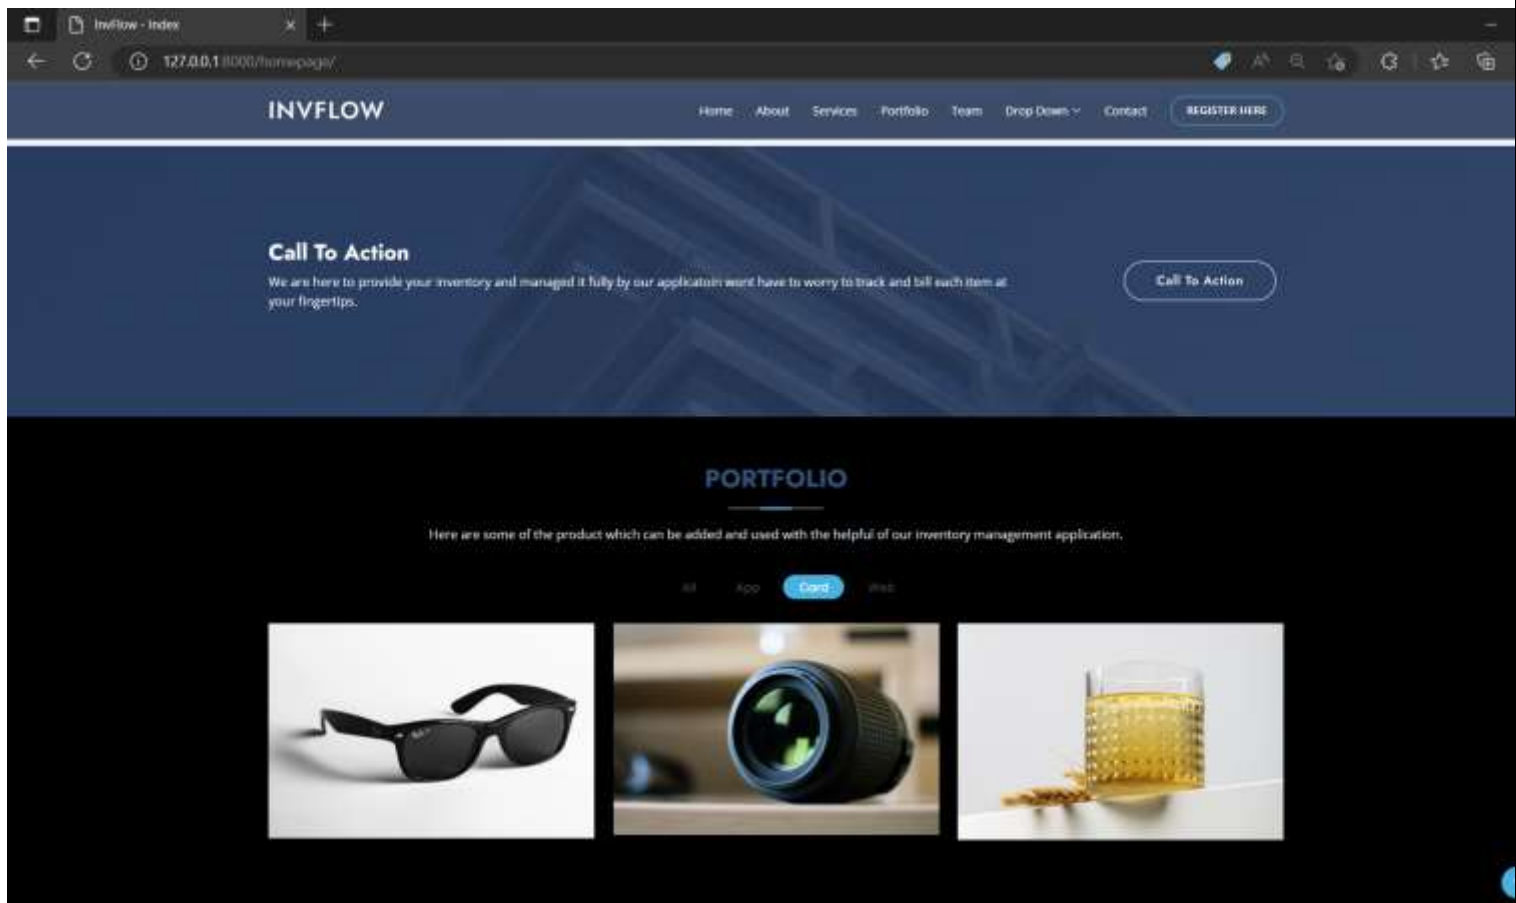 InvFlow - Index
127.0.0.1:8000/homepage/
INVFLOW
Home About Services Portfolio Team Drop Down Contact REGISTER HERE
Call To Action
We are here to provide your inventory and managed it fully by our applicatoin wont have to worry to track and bill each item at
your fingertips.
Call To Action
PORTFOLIO
Here are some of the product which can be added and used with the helpful of our inventory management application.
All App Card Web